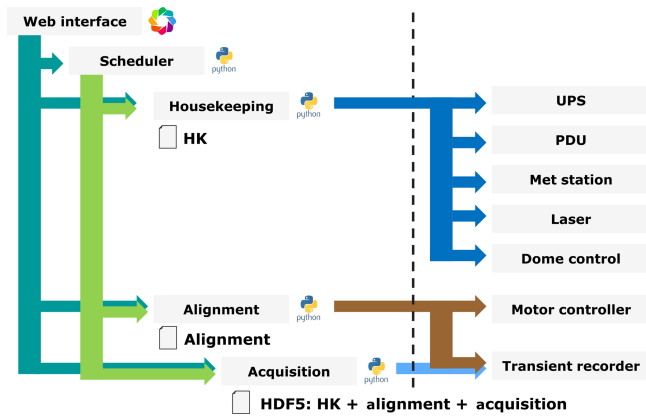 Web interface
Scheduler
python
Housekeeping
python
HK
UPS
PDU
Met station
Laser
Dome control
Alignment
python
Alignment
Motor controller
Acquisition
python
Transient recorder
HDF5: HK + alignment + acquisition